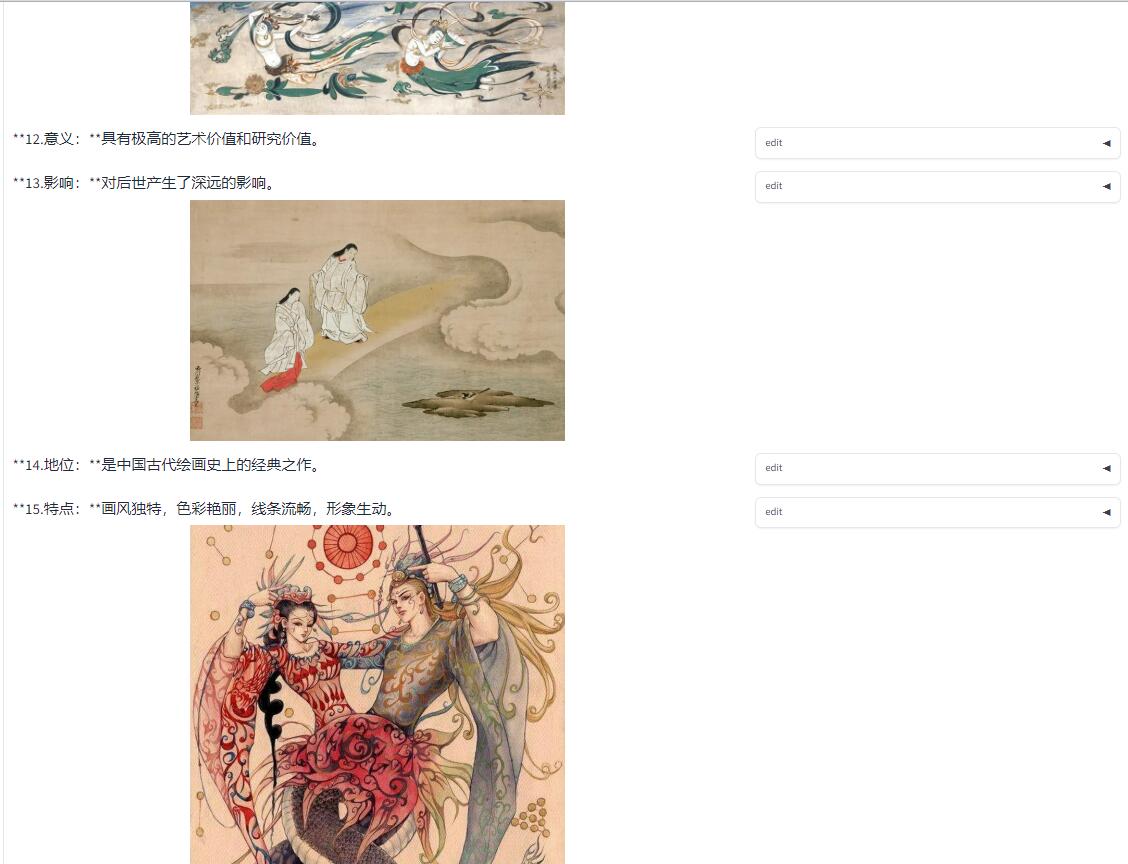 **12.意义：**具有极高的艺术价值和研究价值。
edit
**13.影响：**对后世产生了深远的影响。
edit
**14.地位：**是中国古代绘画史上的经典之作。
edit
**15.特点：**画风独特，色彩艳丽，线条流畅，形象生动。
edit